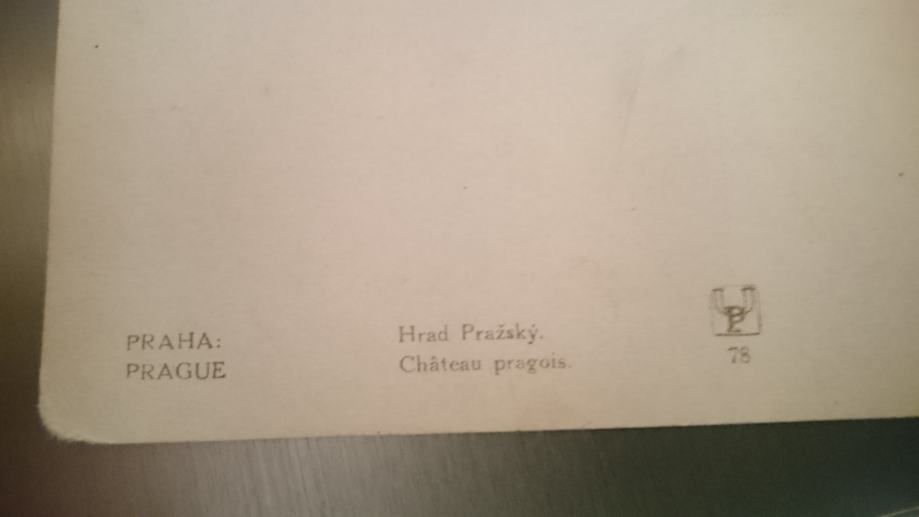 PRAHA:
PRAGUE
Hrad Pražský.
Château pragois.
78